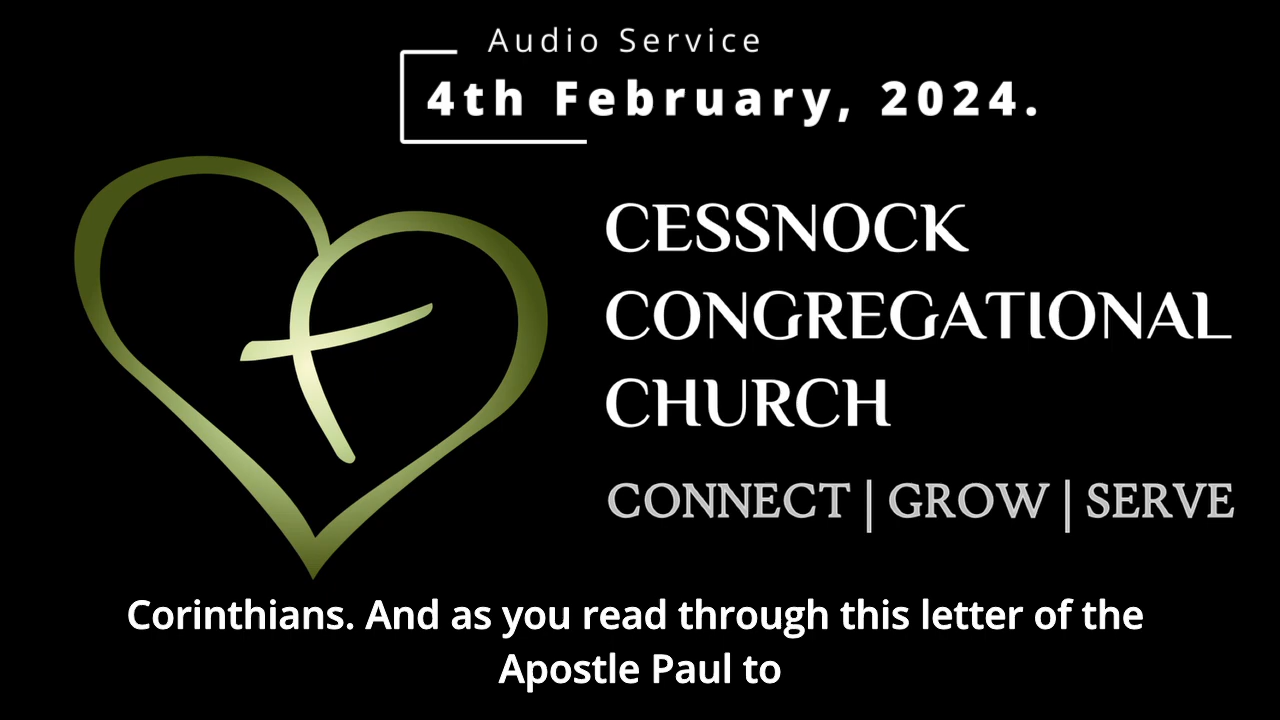 Audio Service
4th February, 2024.
CESSNOCK
CONGREGATIONAL
CHURCH
CONNECT | GROW | SERVE
Corinthians. And as you read through this letter of the
Apostle Paul to